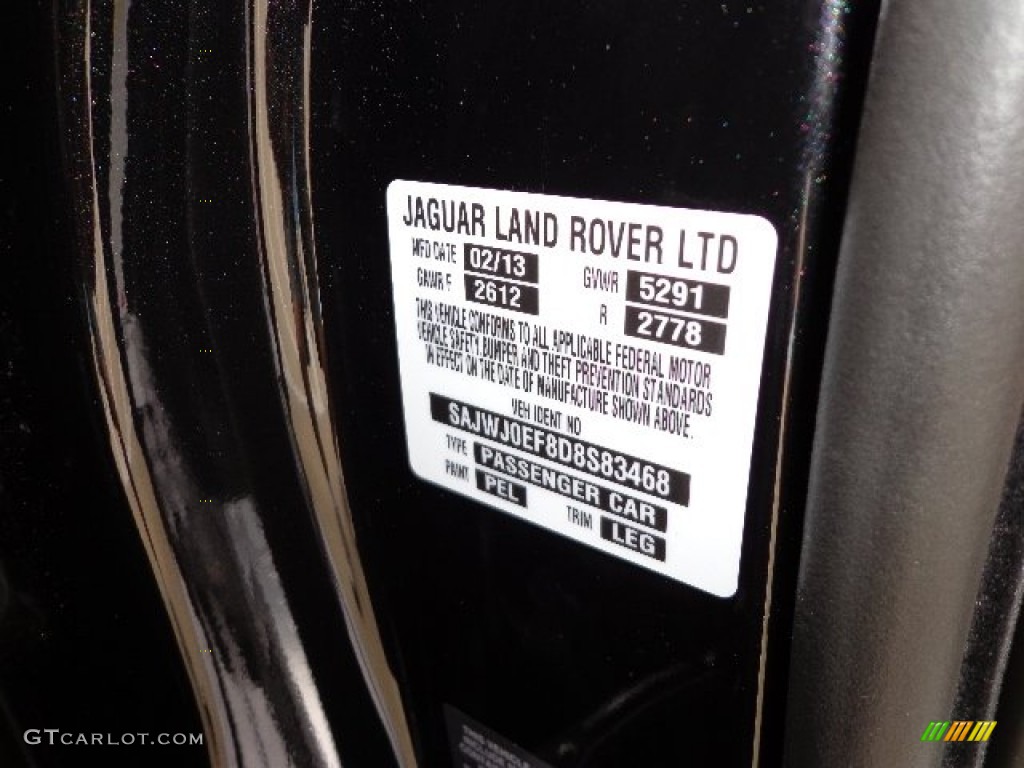 JAGUAR LAND ROVER LTD
MFD DATE 02/13 GVWR 5291
GAWR F 2612 R 2778
THIS VEHICLE CONFORMS TO ALL APPLICABLE FEDERAL MOTOR
VEHICLE SAFETY, BUMPER AND THEFT PREVENTION STANDARDS
IN EFFECT ON THE DATE OF MANUFACTURE SHOWN ABOVE.
VEH IDENT NO
SAJWJ0EF8D8S83468
TYPE PASSENGER CAR
PAINT PEL TRIM LEG
GTCARLOT.COM